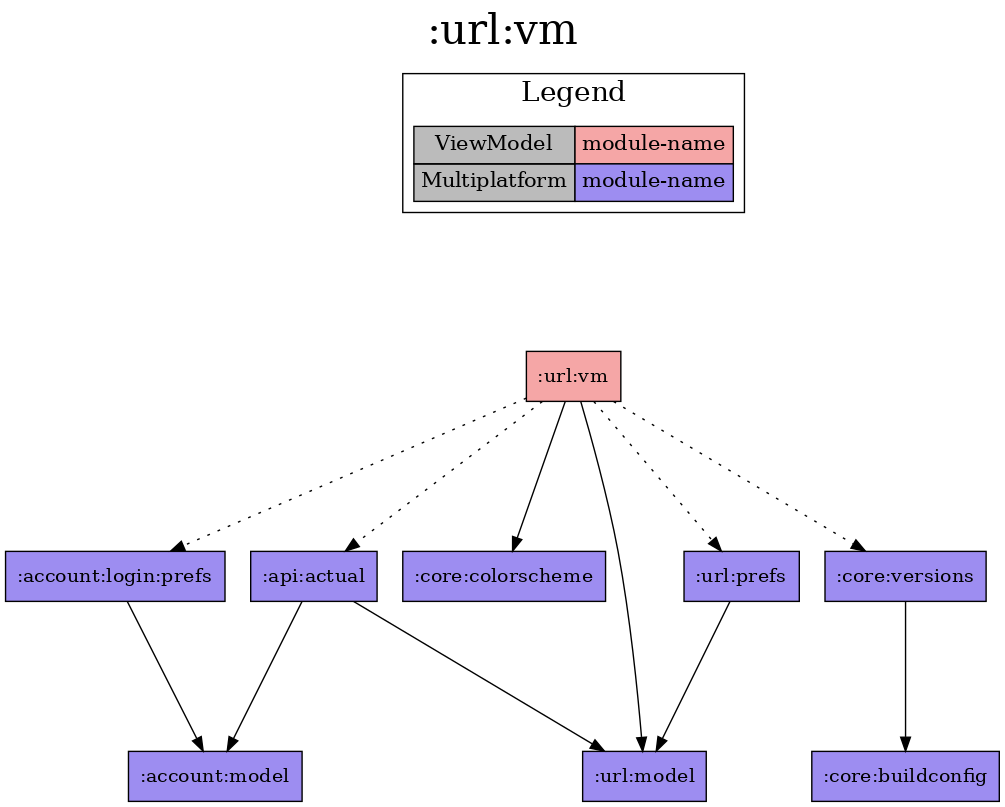 :url:vm
Legend
ViewModel module-name
Multiplatform module-name
:url:vm
:account:login:prefs :api:actual :core:colorscheme :url:prefs :core:versions
:account:model :url:model :core:buildconfig